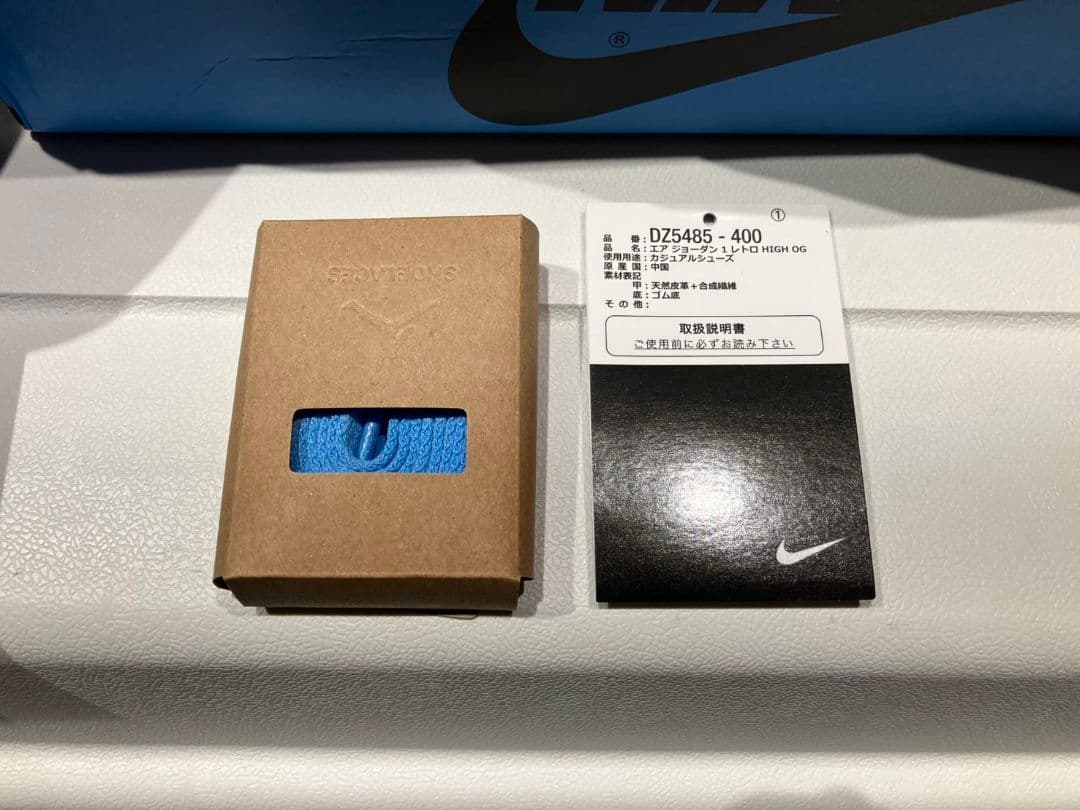 ®
SHOELACES
①
品 番：DZ5485 - 400
品 名：エア ジョーダン 1 レトロ HIGH OG
使用用途：カジュアルシューズ
原 産 国：中国
素材表記
甲：天然皮革＋合成繊維
底：ゴム底
そ の 他：
取扱説明書
ご使用前に必ずお読み下さい